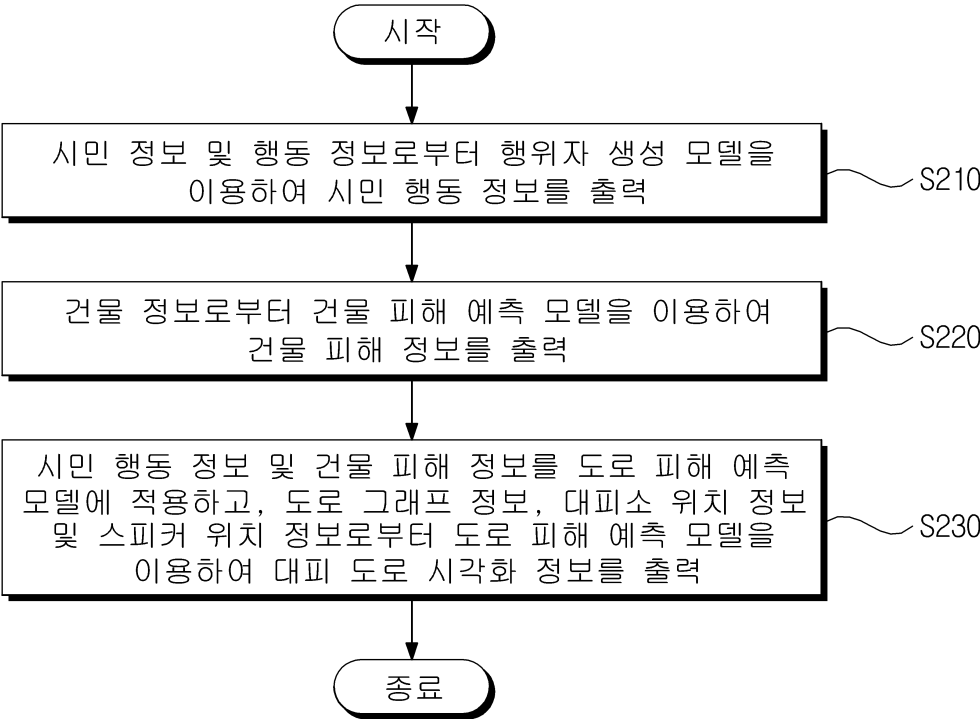 시작
시민 정보 및 행동 정보로부터 행위자 생성 모델을
이용하여 시민 행동 정보를 출력
S210
건물 정보로부터 건물 피해 예측 모델을 이용하여
건물 피해 정보를 출력
S220
시민 행동 정보 및 건물 피해 정보를 도로 피해 예측
모델에 적용하고, 도로 그래프 정보, 대피소 위치 정보
및 스피커 위치 정보로부터 도로 피해 예측 모델을
이용하여 대피 도로 시각화 정보를 출력
S230
종료